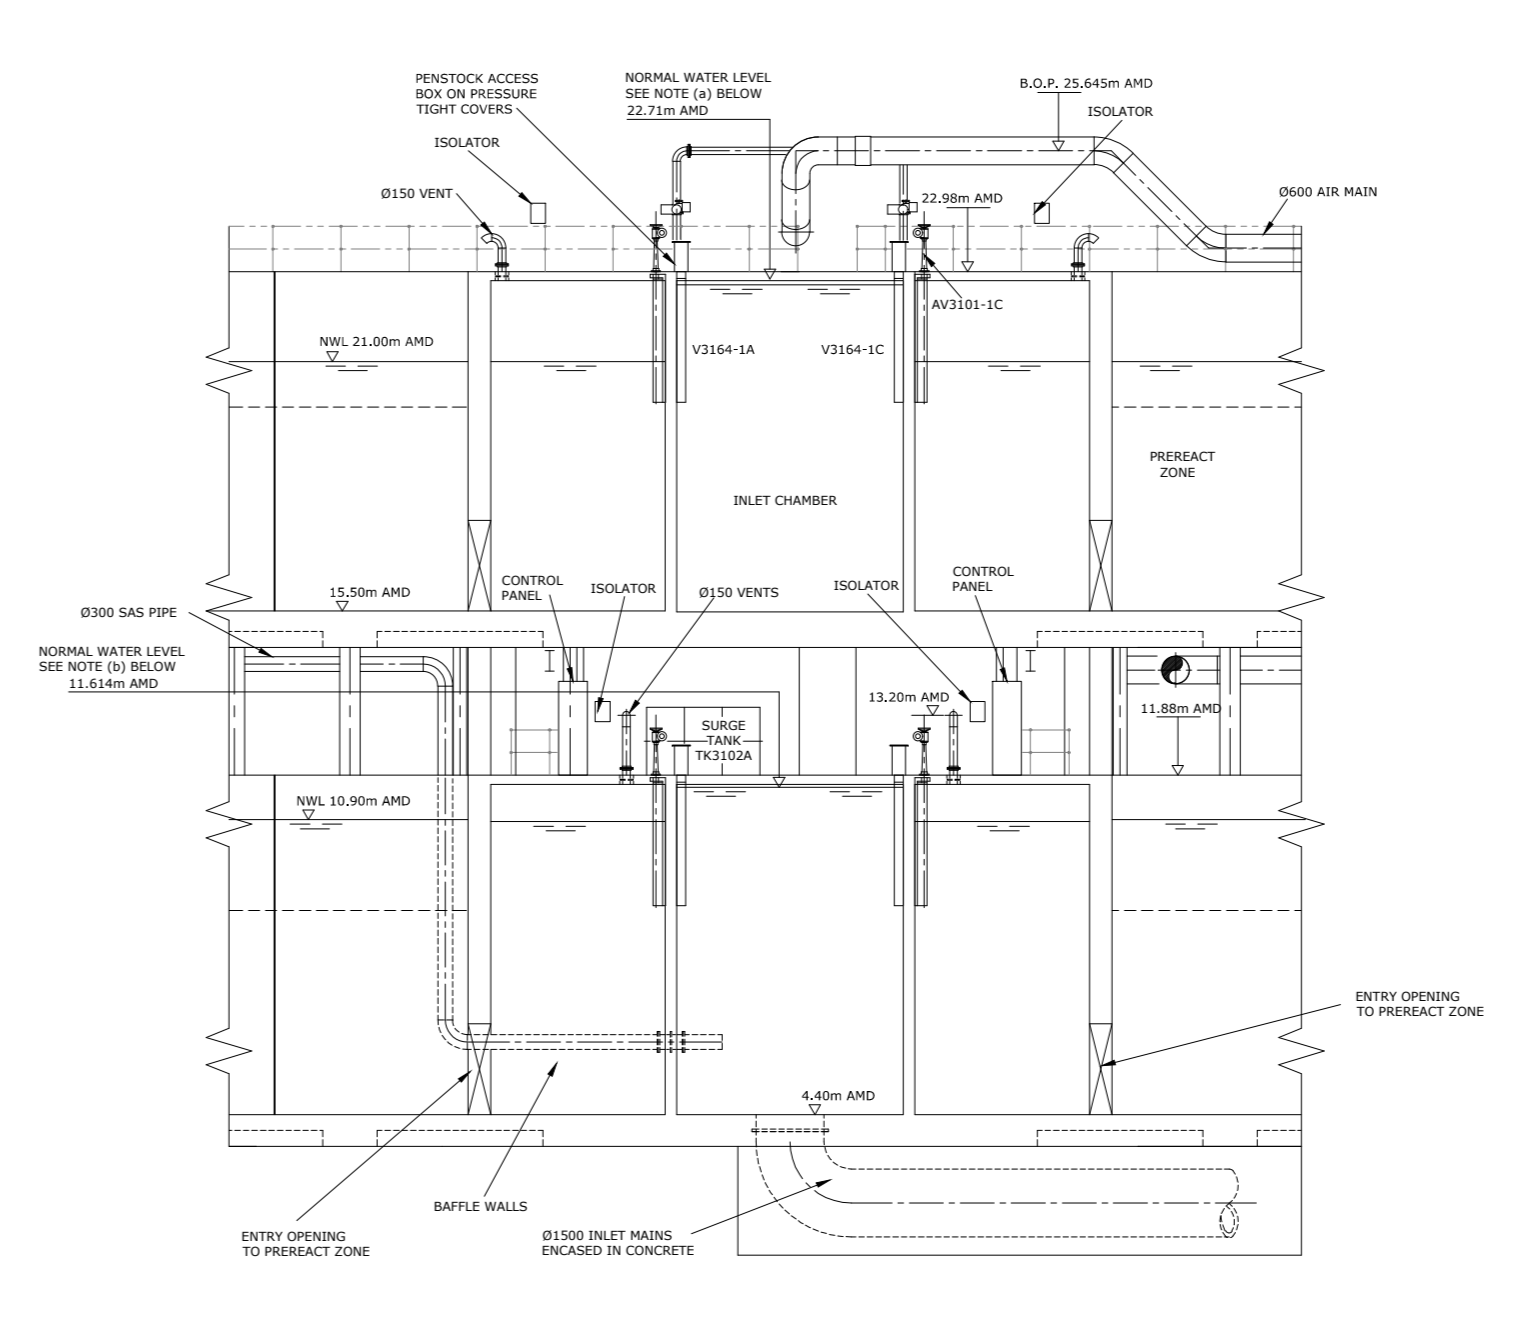 PENSTOCK ACCESS
BOX ON PRESSURE
TIGHT COVERS
NORMAL WATER LEVEL
SEE NOTE (a) BELOW
22.71m AMD
B.O.P. 25.645m AMD
ISOLATOR
ISOLATOR
Ø150 VENT
22.98m AMD
Ø600 AIR MAIN
AV3101-1C
NWL 21.00m AMD
V3164-1A
V3164-1C
PREREACT
ZONE
INLET CHAMBER
CONTROL
PANEL
ISOLATOR
Ø150 VENTS
ISOLATOR
CONTROL
PANEL
15.50m AMD
Ø300 SAS PIPE
NORMAL WATER LEVEL
SEE NOTE (b) BELOW
11.614m AMD
13.20m AMD
11.88m AMD
SURGE
TANK
TK3102A
NWL 10.90m AMD
ENTRY OPENING
TO PREREACT ZONE
4.40m AMD
BAFFLE WALLS
ENTRY OPENING
TO PREREACT ZONE
Ø1500 INLET MAINS
ENCASED IN CONCRETE